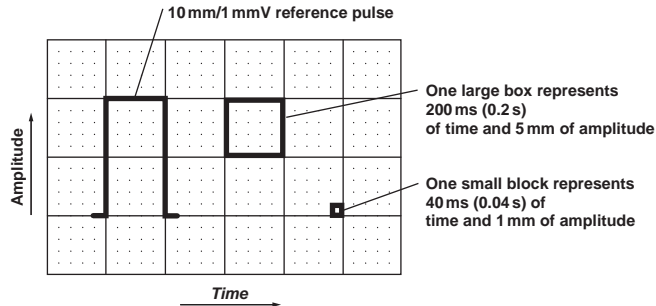 10 mm/1 mmV reference pulse
One large box represents
200 ms (0.2 s)
of time and 5 mm of amplitude
Amplitude
One small block represents
40 ms (0.04 s) of
time and 1 mm of amplitude
Time